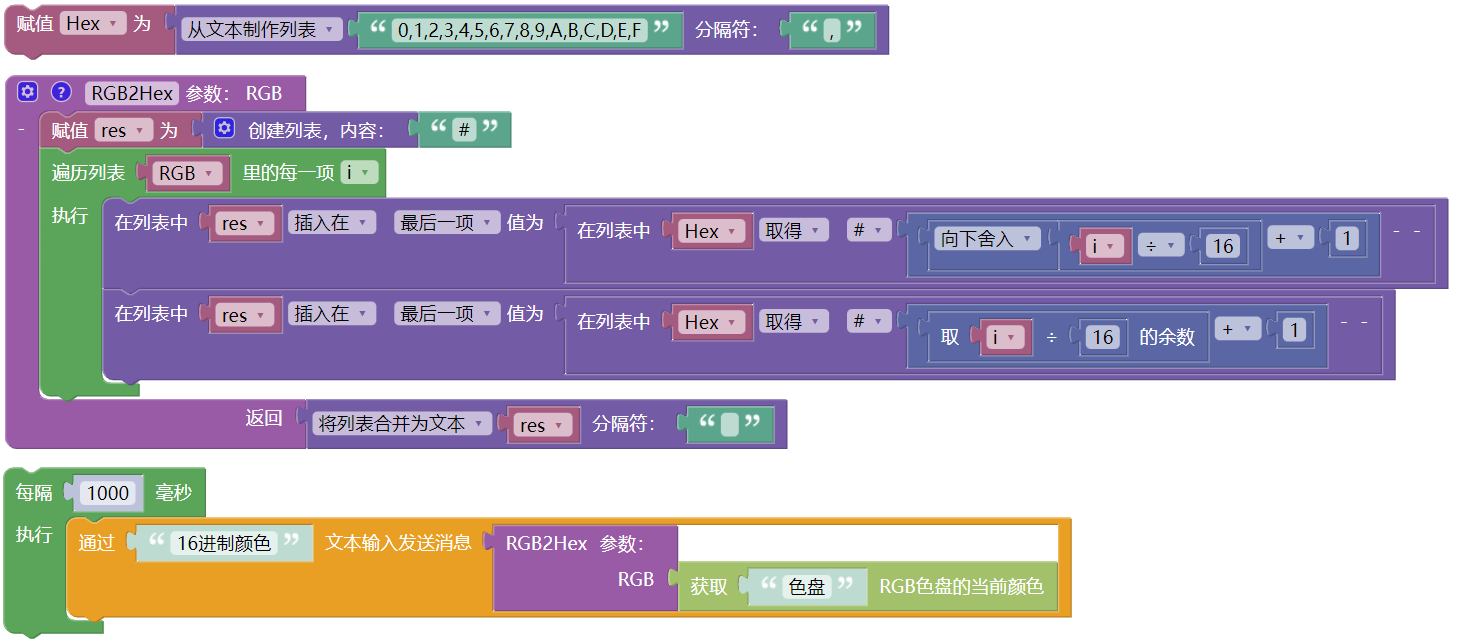 赋值 Hex 为 从文本制作列表 “ 0,1,2,3,4,5,6,7,8,9,A,B,C,D,E,F ” 分隔符： “ , ”
? RGB2Hex 参数： RGB
- 赋值 res 为 创建列表，内容： “ # ”
遍历列表 RGB 里的每一项 i
执行 在列表中 res 插入在 最后一项 值为 在列表中 Hex 取得 # 向下舍入 i ÷ 16 + 1 - -
在列表中 res 插入在 最后一项 值为 在列表中 Hex 取得 # 取 i ÷ 16 的余数 + 1 - -
返回 将列表合并为文本 res 分隔符： “ ”
每隔 1000 毫秒
执行 通过 “ 16进制颜色 ” 文本输入发送消息 RGB2Hex 参数：
RGB 获取 “ 色盘 ” RGB色盘的当前颜色